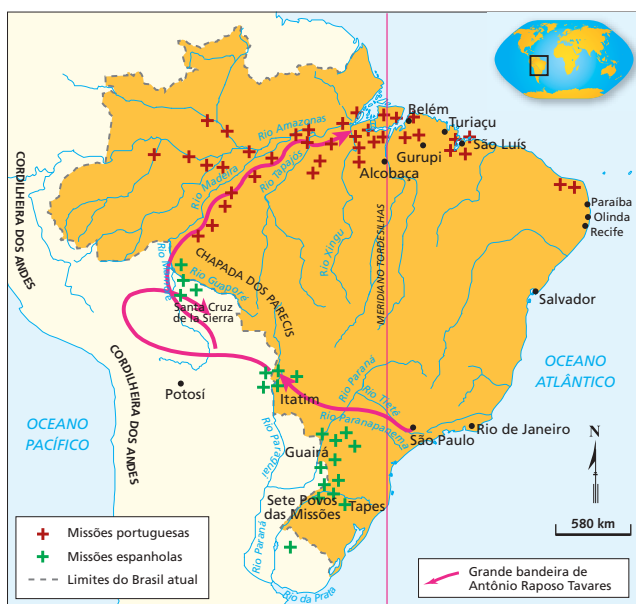 Belém
Turiaçu
São Luís
Gurupi
Alcobaça
Rio Amazonas
Rio Madeira
Rio Tapajós
Rio Xingu
MERIDIANO TORDESILHAS
CORDILHEIRA DOS ANDES
Paraíba
Olinda
Recife
CHAPADA DOS PARECIS
Rio Guaporé
Santa Cruz
de la Sierra
Salvador
CORDILHEIRA DOS ANDES
Potosí
Itatim
Rio Paraná
Rio Tietê
Rio Paranapanema
OCEANO
ATLÂNTICO
OCEANO
PACÍFICO
São Paulo
Rio de Janeiro
Guairá
Rio Paraguai
N
Sete Povos
das Missões
Tapes
580 km
Rio Paraná
Rio da Prata
Missões portuguesas
Missões espanholas
Limites do Brasil atual
Grande bandeira de
Antônio Raposo Tavares